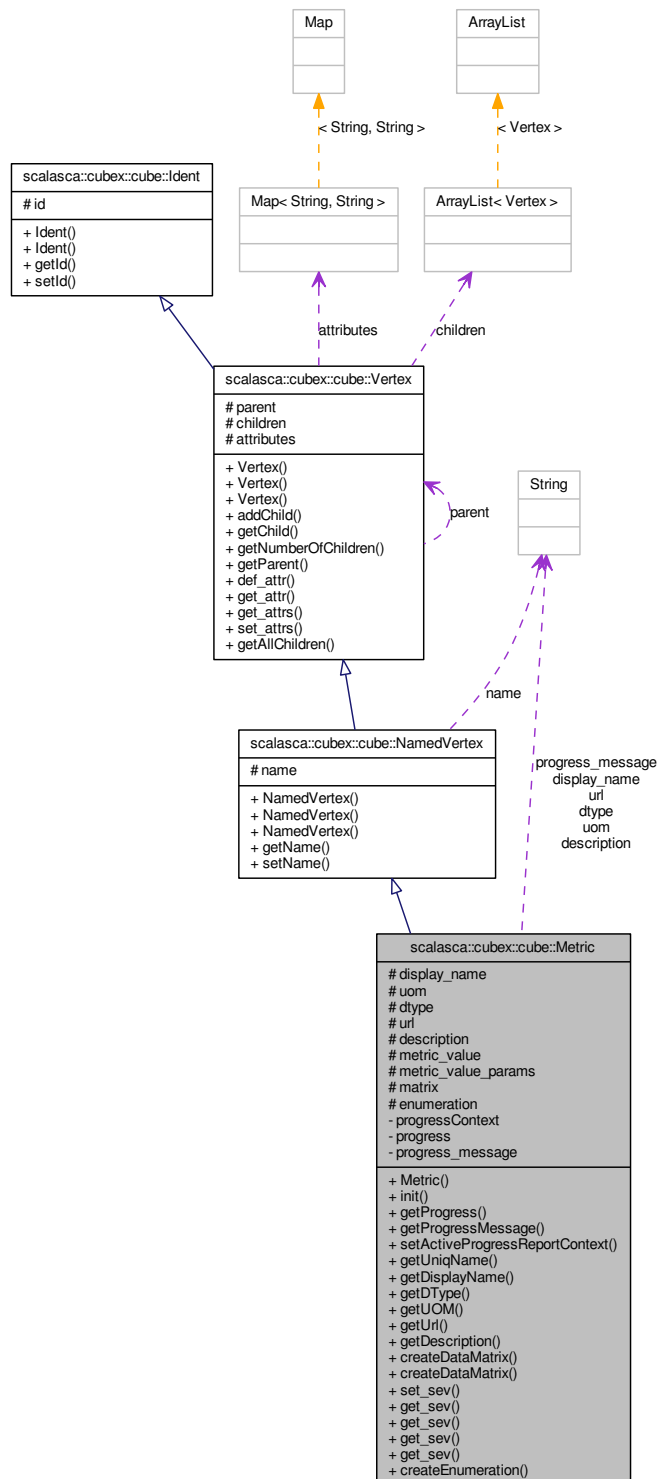 Map
ArrayList
< String, String >
< Vertex >
scalasca::cubex::cube::Ident
# id
+ Ident()
+ Ident()
+ getId()
+ setId()
Map< String, String >
ArrayList< Vertex >
attributes
children
scalasca::cubex::cube::Vertex
# parent
# children
# attributes
+ Vertex()
+ Vertex()
+ Vertex()
+ addChild()
+ getChild()
+ getNumberOfChildren()
+ getParent()
+ def_attr()
+ get_attr()
+ get_attrs()
+ set_attrs()
+ getAllChildren()
parent
String
name
scalasca::cubex::cube::NamedVertex
# name
+ NamedVertex()
+ NamedVertex()
+ NamedVertex()
+ getName()
+ setName()
progress_message
display_name
url
dtype
uom
description
scalasca::cubex::cube::Metric
# display_name
# uom
# dtype
# url
# description
# metric_value
# metric_value_params
# matrix
# enumeration
- progressContext
- progress
- progress_message
+ Metric()
+ init()
+ getProgress()
+ getProgressMessage()
+ setActiveProgressReportContext()
+ getUniqName()
+ getDisplayName()
+ getDType()
+ getUOM()
+ getUrl()
+ getDescription()
+ createDataMatrix()
+ createDataMatrix()
+ set_sev()
+ get_sev()
+ get_sev()
+ get_sev()
+ get_sev()
+ createEnumeration()